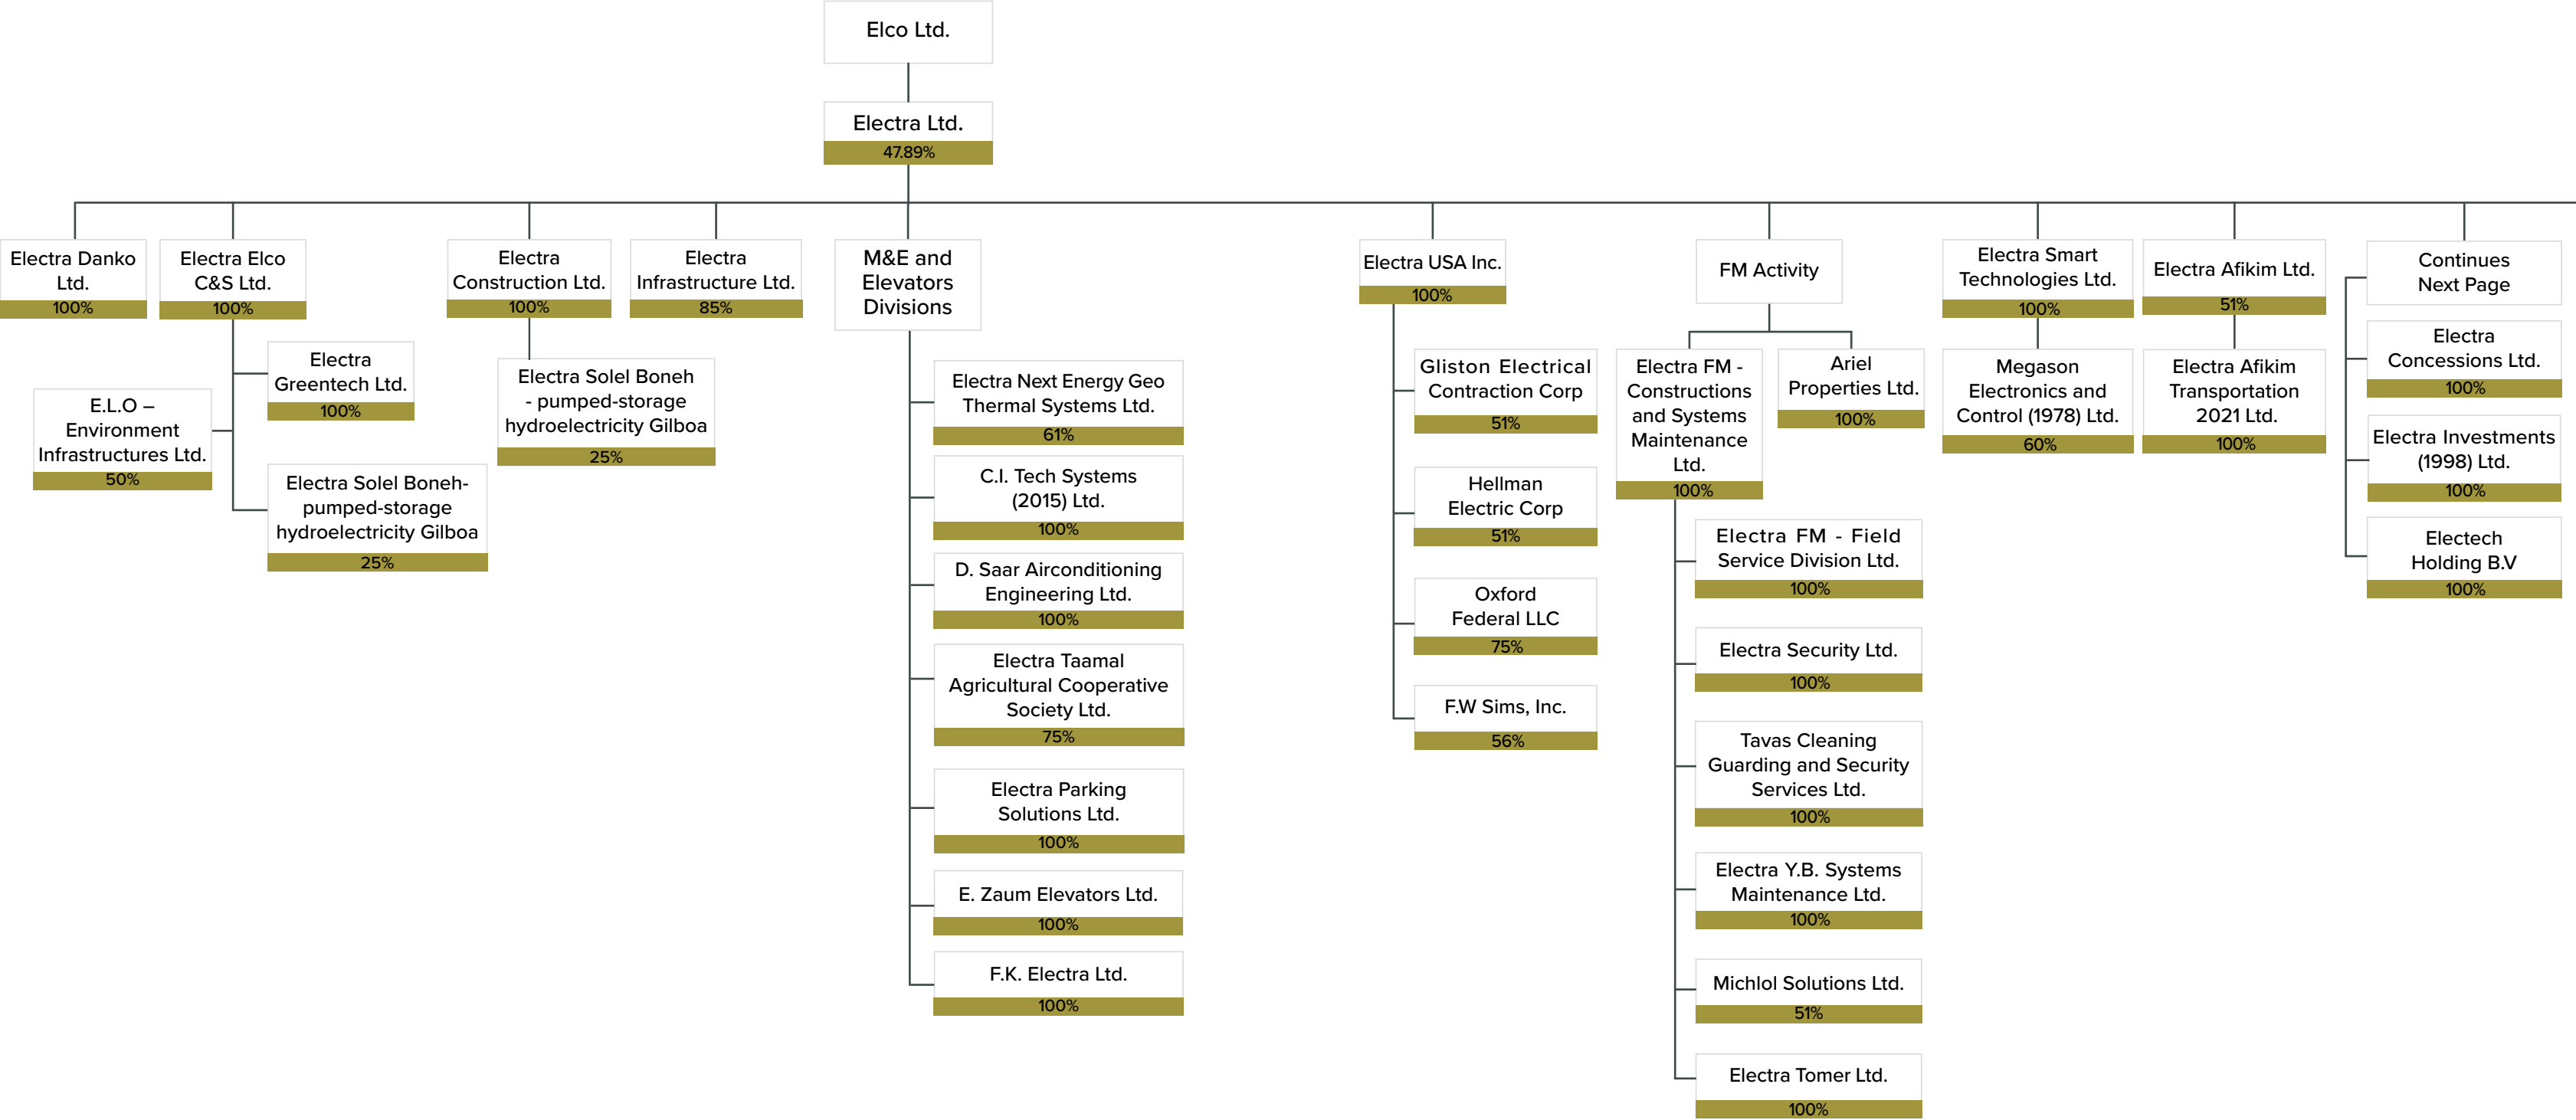 Elco Ltd.
Electra Ltd.
47.89%
Electra Danko
Ltd.
100%
Electra Elco
C&S Ltd.
100%
E.L.O –
Environment
Infrastructures Ltd.
50%
Electra
Greentech Ltd.
100%
Electra Solel Boneh-
pumped-storage
hydroelectricity Gilboa
25%
Electra
Construction Ltd.
100%
Electra Solel Boneh
- pumped-storage
hydroelectricity Gilboa
25%
Electra
Infrastructure Ltd.
85%
M&E and
Elevators
Divisions
Electra Next Energy Geo
Thermal Systems Ltd.
61%
C.I. Tech Systems
(2015) Ltd.
100%
D. Saar Airconditioning
Engineering Ltd.
100%
Electra Taamal
Agricultural Cooperative
Society Ltd.
75%
Electra Parking
Solutions Ltd.
100%
E. Zaum Elevators Ltd.
100%
F.K. Electra Ltd.
100%
Electra USA Inc.
100%
Gliston Electrical
Contraction Corp
51%
Hellman
Electric Corp
51%
Oxford
Federal LLC
75%
F.W Sims, Inc.
56%
FM Activity
Electra FM -
Constructions
and Systems
Maintenance
Ltd.
100%
Ariel
Properties Ltd.
100%
Electra FM - Field
Service Division Ltd.
100%
Electra Security Ltd.
100%
Tavas Cleaning
Guarding and Security
Services Ltd.
100%
Electra Y.B. Systems
Maintenance Ltd.
100%
Michlol Solutions Ltd.
51%
Electra Tomer Ltd.
100%
Electra Smart
Technologies Ltd.
100%
Megason
Electronics and
Control (1978) Ltd.
60%
Electra Afikim Ltd.
51%
Electra Afikim
Transportation
2021 Ltd.
100%
Continues
Next Page
Electra
Concessions Ltd.
100%
Electra Investments
(1998) Ltd.
100%
Electech
Holding B.V
100%